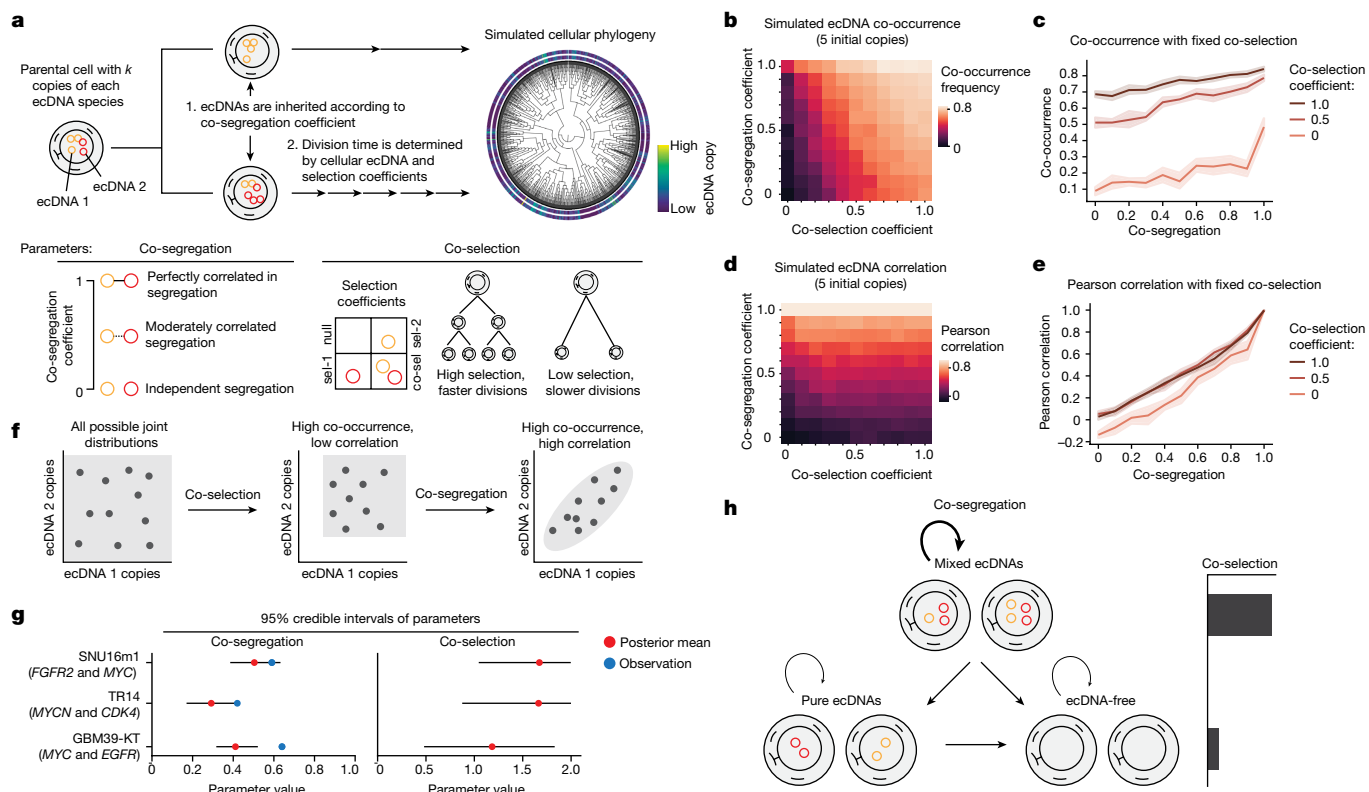 a
Simulated cellular phylogeny
Parental cell with k
copies of each
ecDNA species
1. ecDNAs are inherited according to
co-segregation coefficient
2. Division time is determined
by cellular ecDNA and
selection coefficients
ecDNA 2
ecDNA 1
High
Low
ecDNA copy
Parameters:
Co-segregation
Co-segregation
coefficient
1
0
Perfectly correlated in
segregation
Moderately correlated
segregation
Independent segregation
Co-selection
Selection
coefficients
null
sel-1
sel-2
co-sel
High selection,
faster divisions
Low selection,
slower divisions
b
Simulated ecDNA co-occurrence
(5 initial copies)
Co-segregation coefficient
1.0
0.5
0
0
0.5
1.0
Co-selection coefficient
Co-occurrence
frequency
0.8
0
c
Co-occurrence with fixed co-selection
Co-occurrence
0.8
0.7
0.6
0.5
0.4
0.3
0.2
0.1
0 0.2 0.4 0.6 0.8 1.0
Co-segregation
Co-selection
coefficient:
1.0
0.5
0
d
Simulated ecDNA correlation
(5 initial copies)
Co-segregation coefficient
1.0
0.5
0
0
0.5
1.0
Co-selection coefficient
Pearson
correlation
0.8
0
e
Pearson correlation with fixed co-selection
Pearson correlation
1.0
0.8
0.6
0.4
0.2
0
−0.2
0 0.2 0.4 0.6 0.8 1.0
Co-segregation
Co-selection
coefficient:
1.0
0.5
0
f
All possible joint
distributions
ecDNA 2 copies
ecDNA 1 copies
Co-selection
High co-occurrence,
low correlation
ecDNA 2 copies
ecDNA 1 copies
Co-segregation
High co-occurrence,
high correlation
ecDNA 2 copies
ecDNA 1 copies
g
95% credible intervals of parameters
Co-segregation
Co-selection
Posterior mean
Observation
SNU16m1
(FGFR2 and MYC)
TR14
(MYCN and CDK4)
GBM39-KT
(MYC and EGFR)
0 0.2 0.4 0.6 0.8 1.0
Parameter value
0 0.5 1.0 1.5 2.0
Parameter value
h
Co-segregation
Mixed ecDNAs
Co-selection
Pure ecDNAs
ecDNA-free